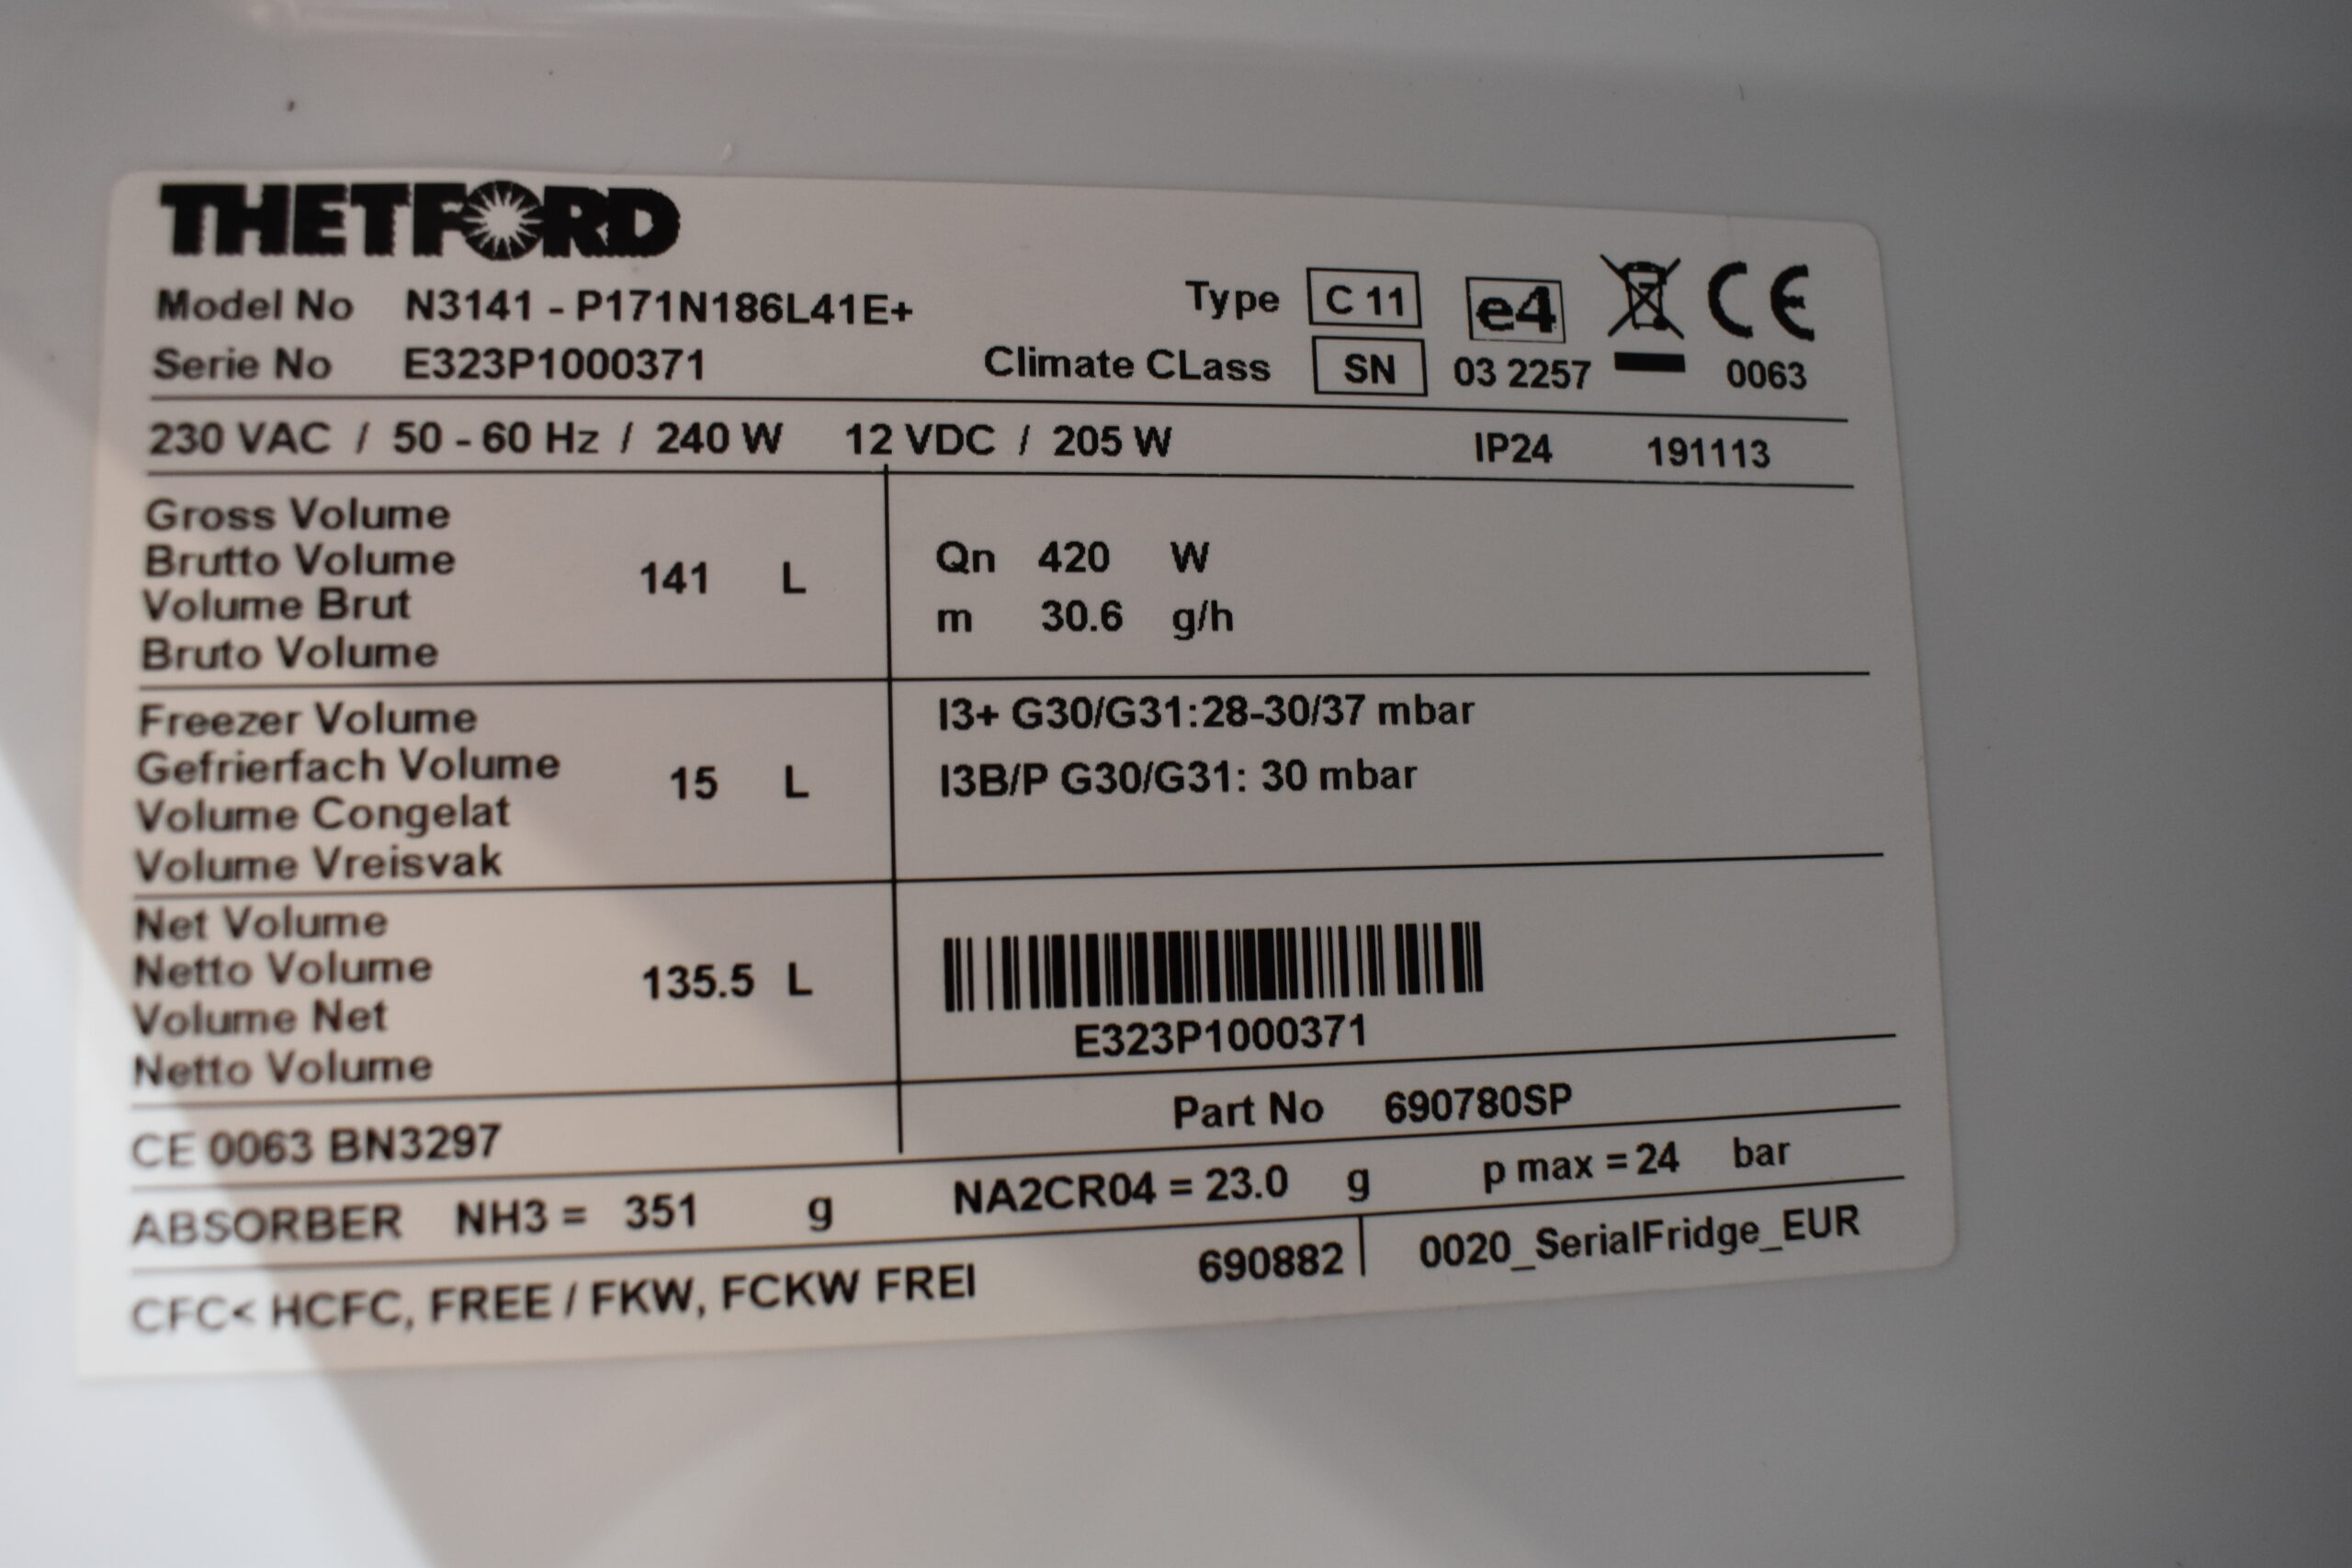 THETFORD
Model No N3141 - P171N186L41E+ Type C 11 e4 CE
Serie No E323P1000371 Climate CLass SN 03 2257 0063
230 VAC / 50 - 60 Hz / 240 W 12 VDC / 205 W IP24 191113
Gross Volume
Brutto Volume
Volume Brut
Bruto Volume
141 L
Qn 420 W
m 30.6 g/h
Freezer Volume
Gefrierfach Volume
Volume Congelat
Volume Vreisvak
15 L
I3+ G30/G31:28-30/37 mbar
I3B/P G30/G31: 30 mbar
Net Volume
Netto Volume
Volume Net
Netto Volume
135.5 L
E323P1000371
CE 0063 BN3297
Part No 690780SP
ABSORBER NH3 = 351 g NA2CR04 = 23.0 g p max = 24 bar
CFC< HCFC, FREE / FKW, FCKW FREI 690882 0020_SerialFridge_EUR